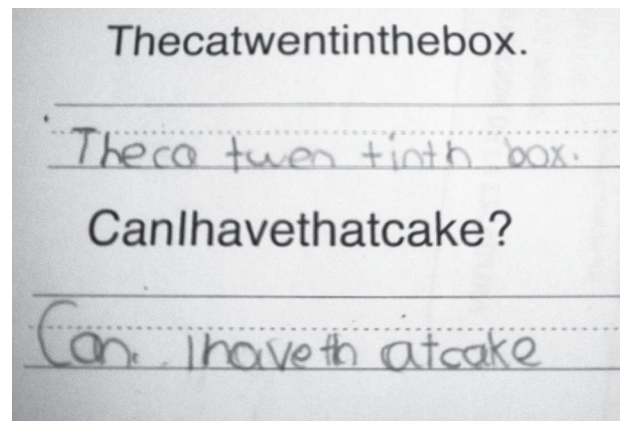 Thecatwentinthebox.
Theca twen tinth box.
CanIhavethatcake?
Can. Ihaveth atcake